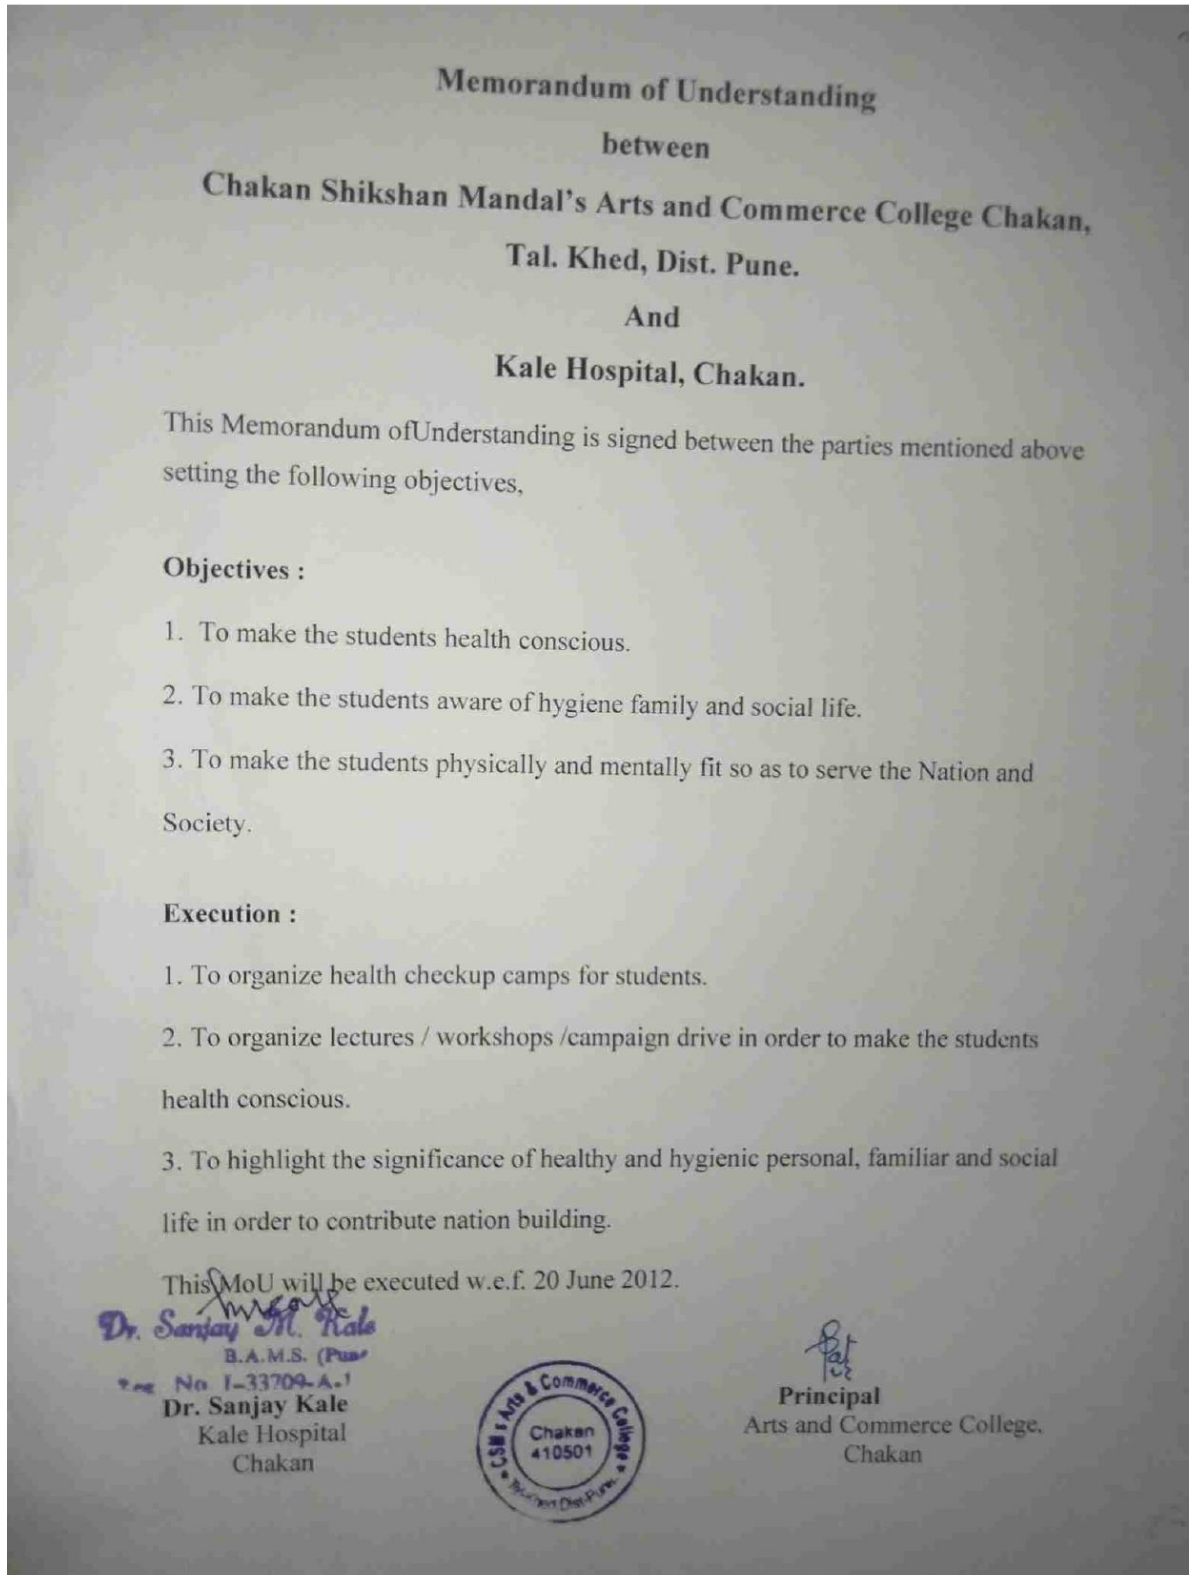 Memorandum of Understanding
between
Chakan Shikshan Mandal's Arts and Commerce College Chakan,
Tal. Khed, Dist. Pune.
And
Kale Hospital, Chakan.
This Memorandum ofUnderstanding is signed between the parties mentioned above
setting the following objectives,
Objectives :
1. To make the students health conscious.
2. To make the students aware of hygiene family and social life.
3. To make the students physically and mentally fit so as to serve the Nation and
Society.
Execution :
1. To organize health checkup camps for students.
2. To organize lectures / workshops /campaign drive in order to make the students
health conscious.
3. To highlight the significance of healthy and hygienic personal, familiar and social
life in order to contribute nation building.
This MoU will be executed w.e.f. 20 June 2012.
Dr. Sanjay M. Kale
B.A.M.S.
No. I-33709-A-1
Dr. Sanjay Kale
Kale Hospital
Chakan
CSM's Arts & Commerce College
Chakan
410501
Tal-Khed Dist-Pune.
Principal
Arts and Commerce College,
Chakan